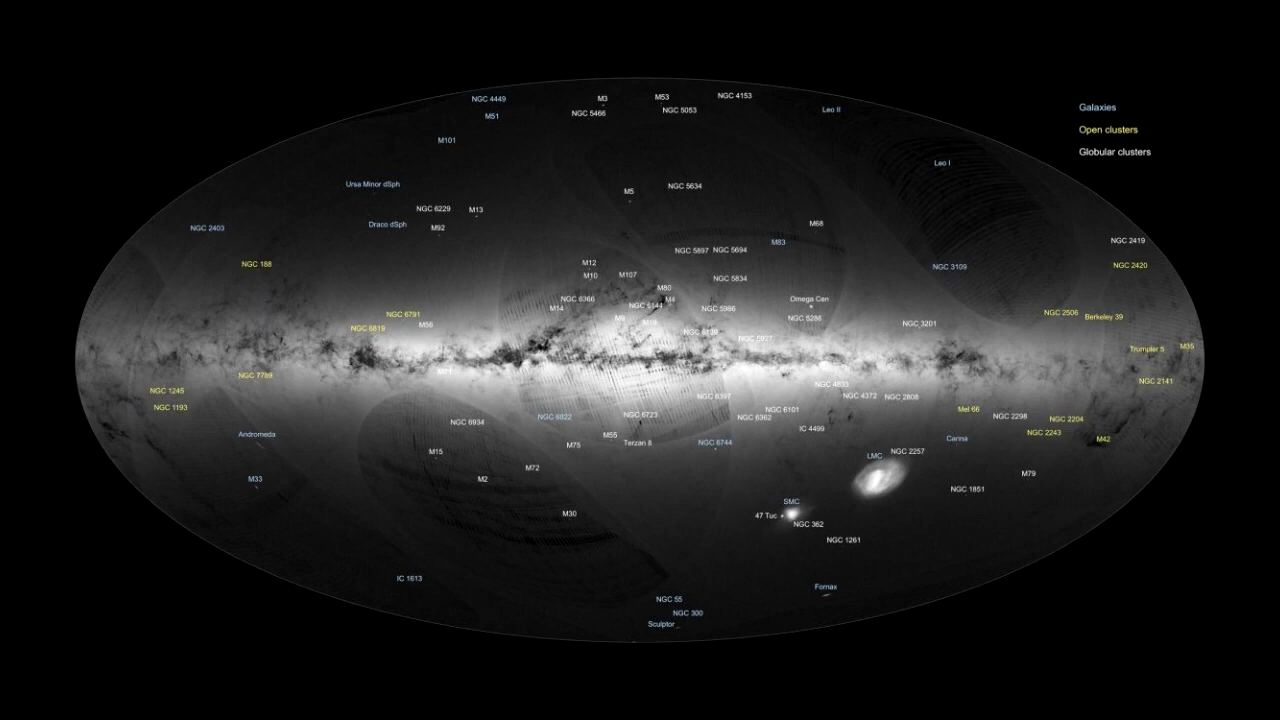 NGC 4449
M3
M53
NGC 4153
M51
NGC 5466
NGC 5053
Leo II
Galaxies
Open clusters
Globular clusters
M101
Leo I
Ursa Minor dSph
M5
NGC 5634
NGC 6229
M13
Draco dSph
M92
M68
NGC 2403
M83
NGC 2419
NGC 5897
NGC 5694
NGC 188
M12
NGC 3109
NGC 2420
M10
M107
NGC 5834
M80
NGC 6366
M4
Omega Cen
M14
NGC 6144
NGC 5986
NGC 6791
M9
NGC 5286
NGC 2506
Berkeley 39
NGC 6819
M56
M19
NGC 3201
NGC 6139
NGC 5927
Trumpler 5
M35
M71
NGC 7789
NGC 4833
NGC 2141
NGC 1245
NGC 6397
NGC 4372
NGC 2808
NGC 1193
NGC 6822
NGC 6723
NGC 6101
NGC 6362
Mel 66
NGC 2298
NGC 2204
NGC 6934
IC 4499
NGC 2243
Andromeda
M55
Terzan 8
NGC 6744
Carina
M42
M75
M15
LMC
NGC 2257
M72
M33
M2
M79
NGC 1851
SMC
M30
47 Tuc
NGC 362
NGC 1261
IC 1613
Fornax
NGC 55
NGC 300
Sculptor